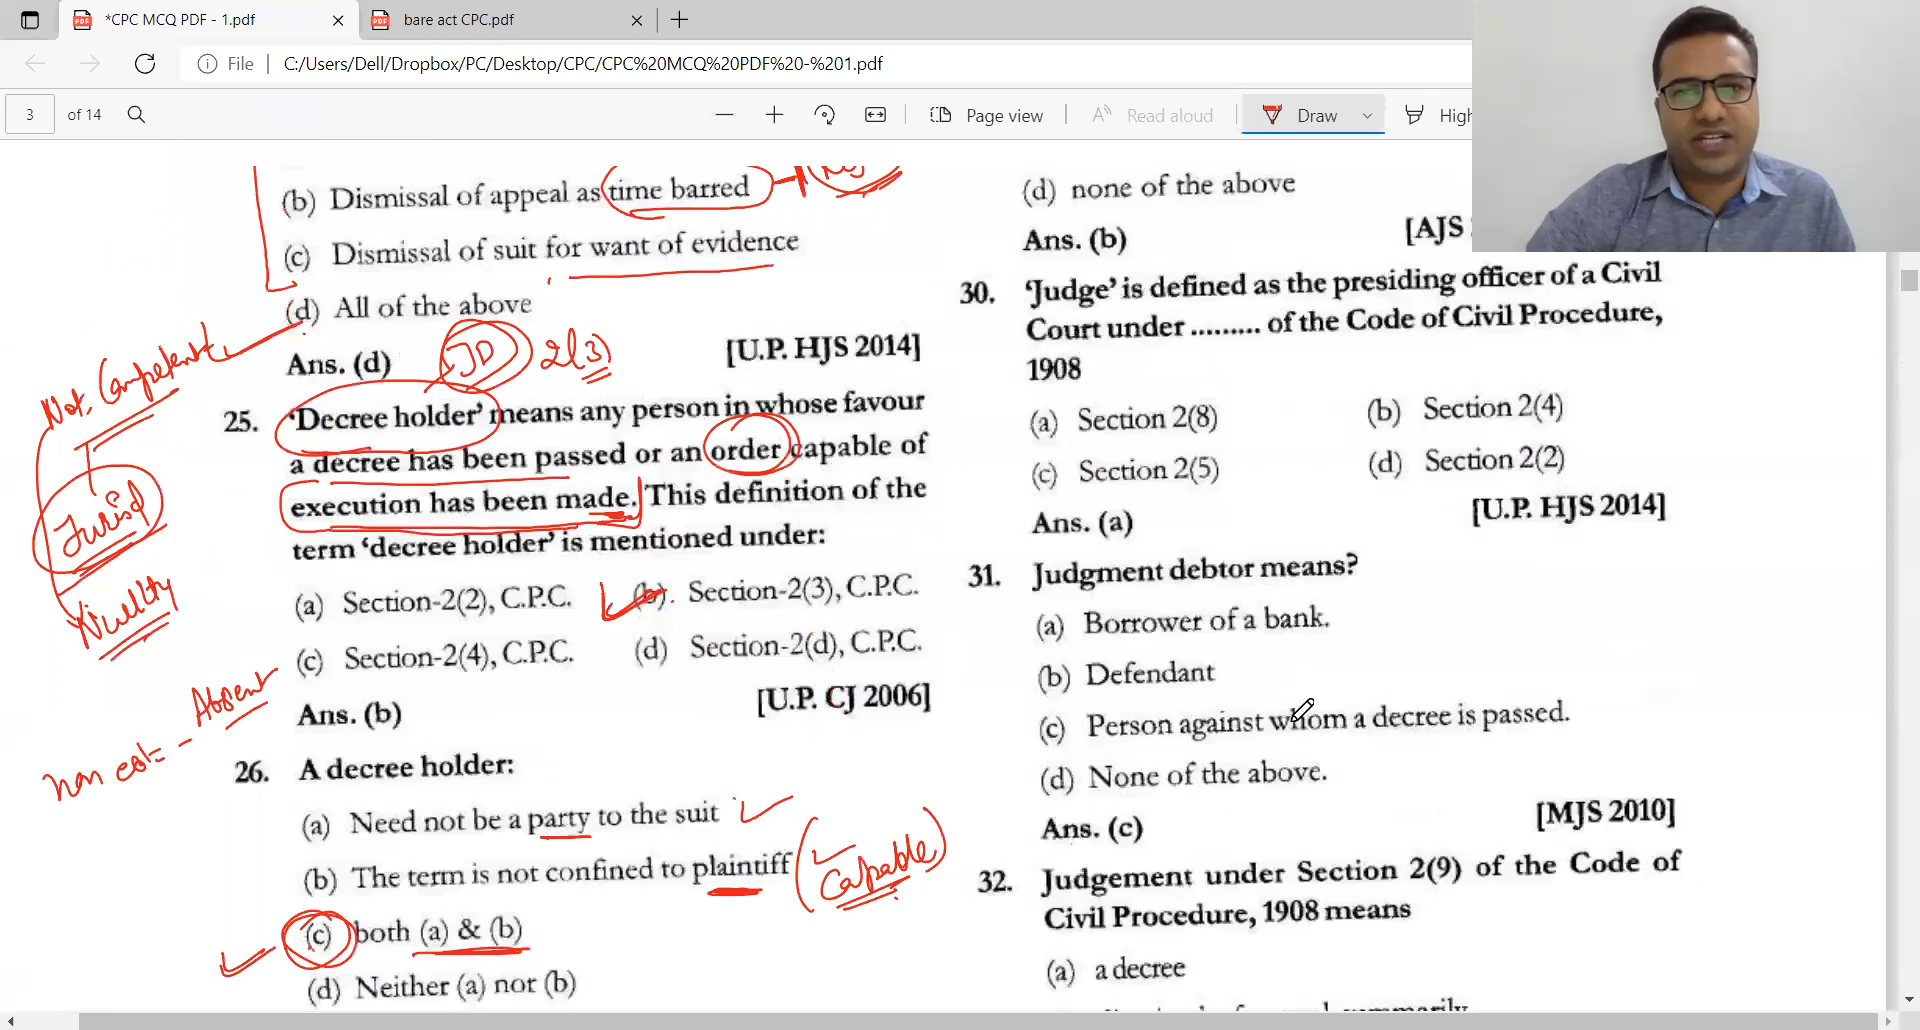 *CPC MCQ PDF - 1.pdf
bare act CPC.pdf
File
C:/Users/Dell/Dropbox/PC/Desktop/CPC/CPC%20MCQ%20PDF%20-%201.pdf
3 of 14
Page view
Read aloud
Draw
High
(b) Dismissal of appeal as time barred
(c) Dismissal of suit for want of evidence
(d) All of the above
Ans. (d)
JD 2(3)
[U.P. HJS 2014]
Not Competent
Jurisd
Nullity
25. 'Decree holder' means any person in whose favour
a decree has been passed or an order capable of
execution has been made. This definition of the
term 'decree holder' is mentioned under:
(a) Section-2(2), C.P.C. (b). Section-2(3), C.P.C.
(c) Section-2(4), C.P.C. (d) Section-2(d), C.P.C.
Ans. (b) [U.P. CJ 2006]
non est - Absent
26. A decree holder:
(a) Need not be a party to the suit
(b) The term is not confined to plaintiff
Capable
(c) both (a) & (b)
(d) Neither (a) nor (b)
(d) none of the above
Ans. (b) [AJS
30. 'Judge' is defined as the presiding officer of a Civil
Court under ......... of the Code of Civil Procedure,
1908
(a) Section 2(8) (b) Section 2(4)
(c) Section 2(5) (d) Section 2(2)
Ans. (a) [U.P. HJS 2014]
31. Judgment debtor means?
(a) Borrower of a bank.
(b) Defendant
(c) Person against whom a decree is passed.
(d) None of the above.
Ans. (c) [MJS 2010]
32. Judgement under Section 2(9) of the Code of
Civil Procedure, 1908 means
(a) a decree